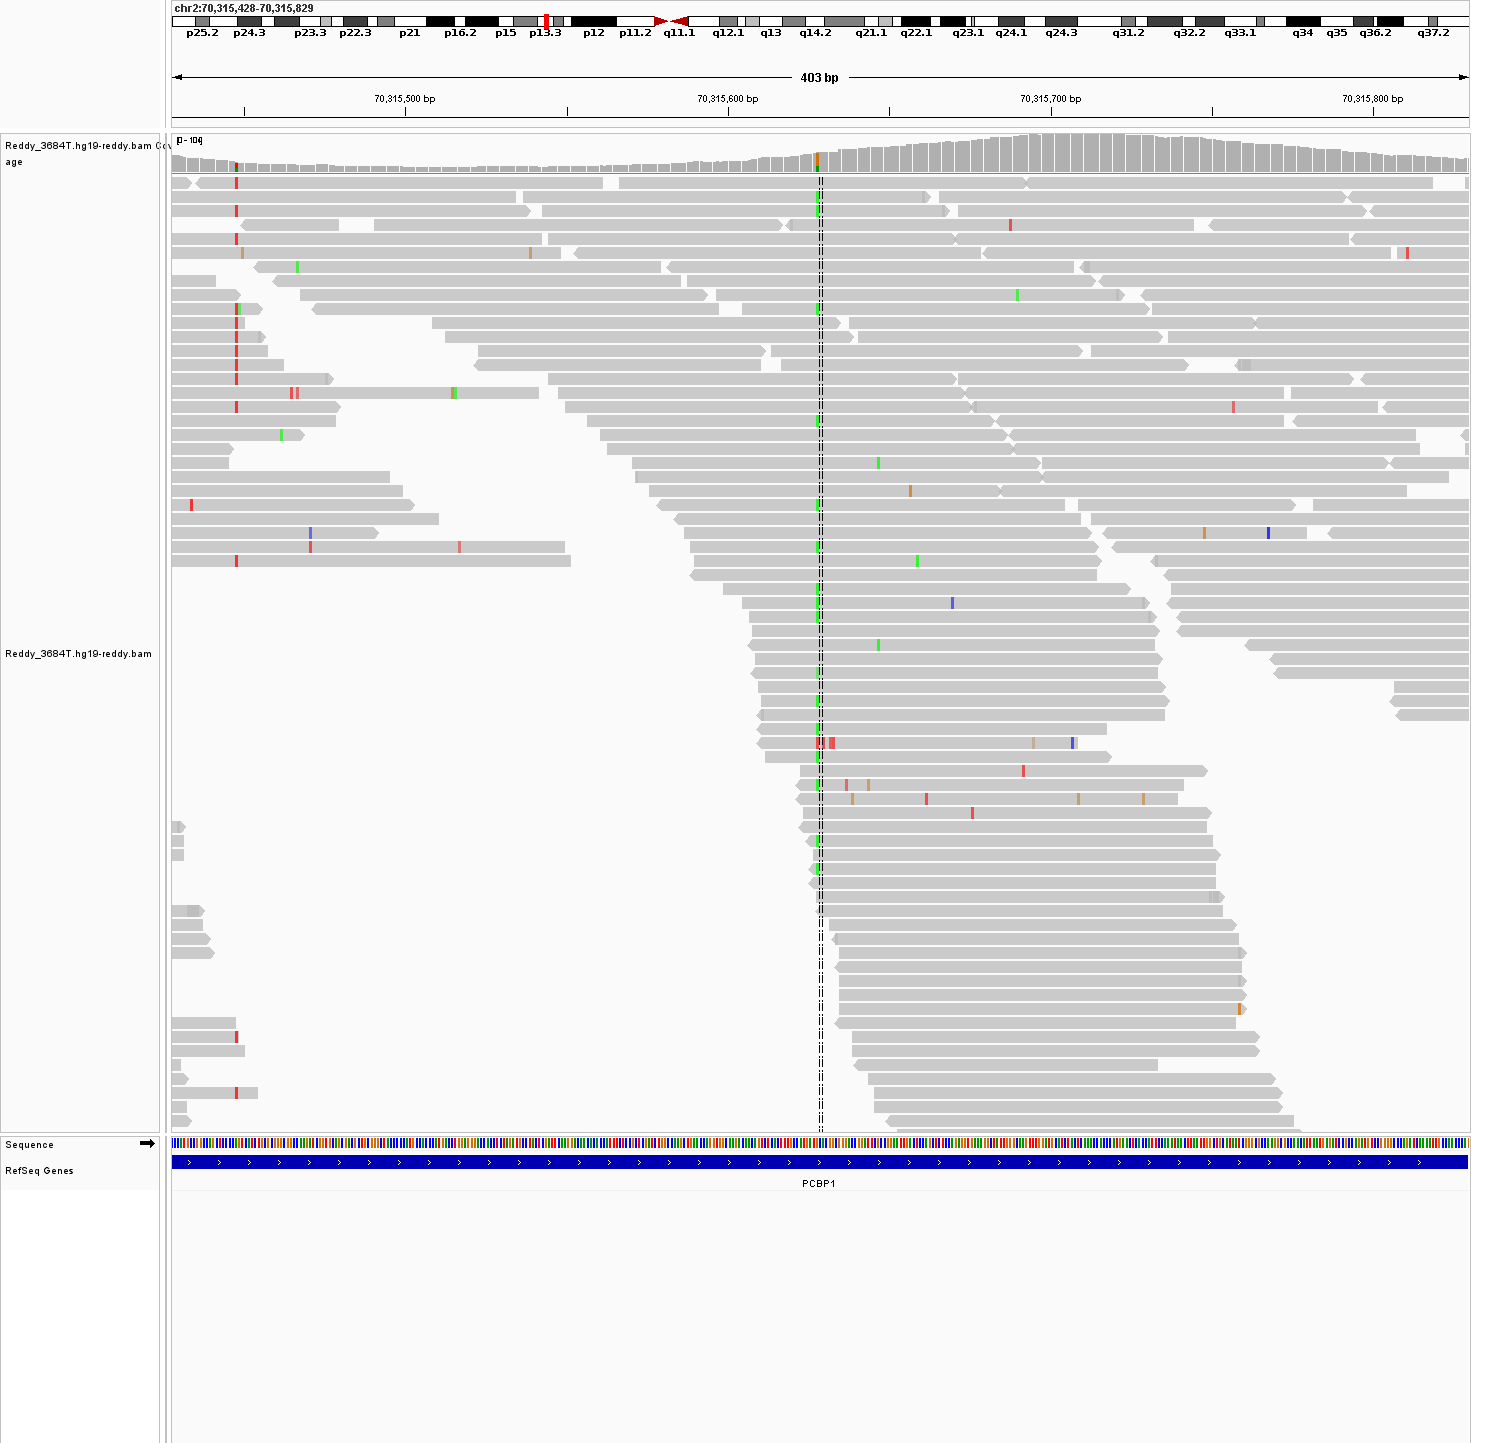 chr2:70,315,428-70,315,829
p25.2 p24.3 p23.3 p22.3 p21 p16.2 p15 p13.3 p12 p11.2 q11.1 q12.1 q13 q14.2 q21.1 q22.1 q23.1 q24.1 q24.3 q31.2 q32.2 q33.1 q34 q35 q36.2 q37.2
403 bp
70,315,500 bp 70,315,600 bp 70,315,700 bp 70,315,800 bp
[0 - 104]
Reddy_3684T.hg19-reddy.bam Cov
age
Reddy_3684T.hg19-reddy.bam
Sequence
RefSeq Genes
PCBP1